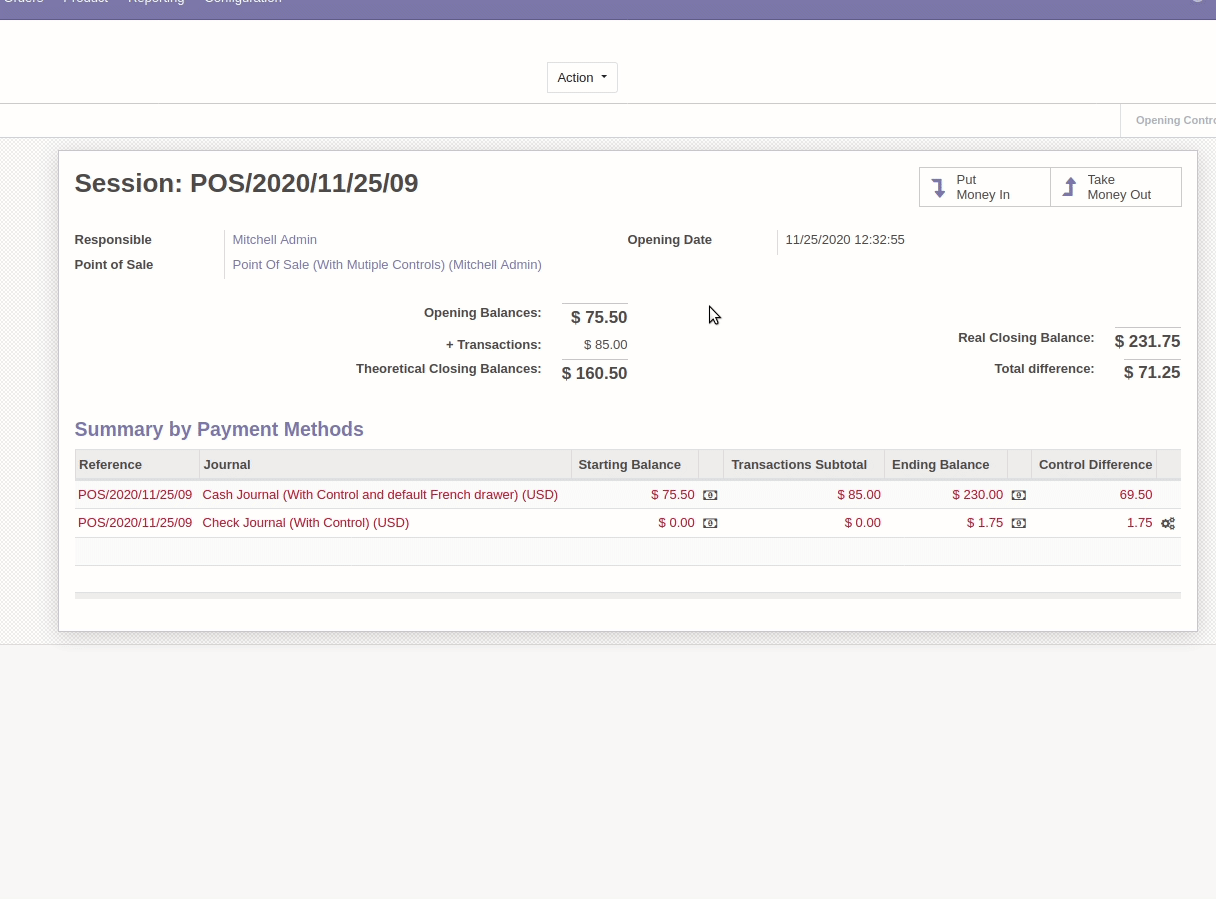 Orders Product Reporting Configuration
Action
Opening
Session: POS/2020/11/25/09
Put
Money In
Take
Money Out
Responsible Mitchell Admin Opening Date 11/25/2020 12:32:55
Point of Sale Point Of Sale (With Mutiple Controls) (Mitchell Admin)
Opening Balances: $ 75.50
+ Transactions: $ 85.00
Theoretical Closing Balances: $ 160.50
Real Closing Balance: $ 231.75
Total difference: $ 71.25
Summary by Payment Methods
Reference Journal Starting Balance Transactions Subtotal Ending Balance Control Difference
POS/2020/11/25/09 Cash Journal (With Control and default French drawer) (USD) $ 75.50 $ 85.00 $ 230.00 69.50
POS/2020/11/25/09 Check Journal (With Control) (USD) $ 0.00 $ 0.00 $ 1.75 1.75